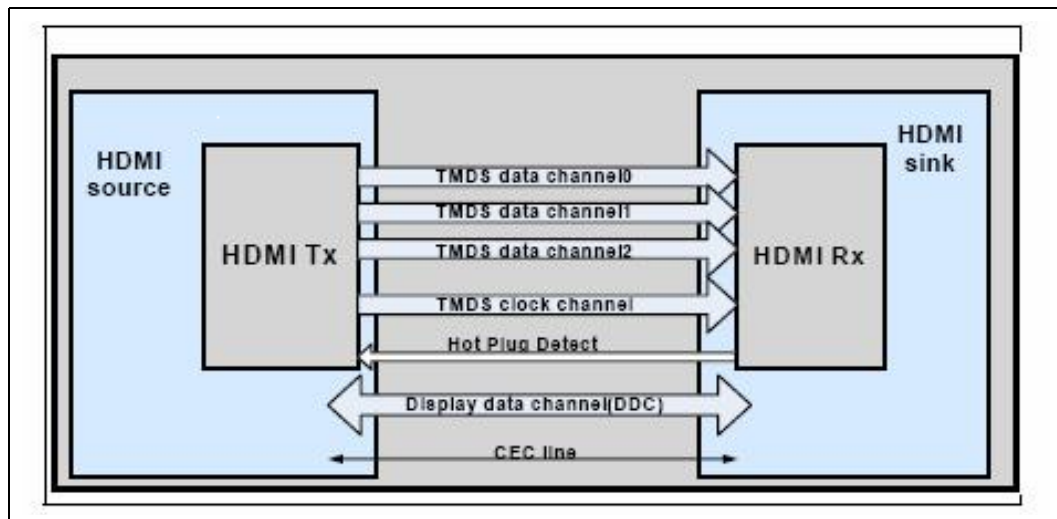 HDMI
source
HDMI Tx
TMDS data channel0
TMDS data channel1
TMDS data channel2
TMDS clock channel
Hot Plug Detect
Display data channel(DDC)
CEC line
HDMI Rx
HDMI
sink